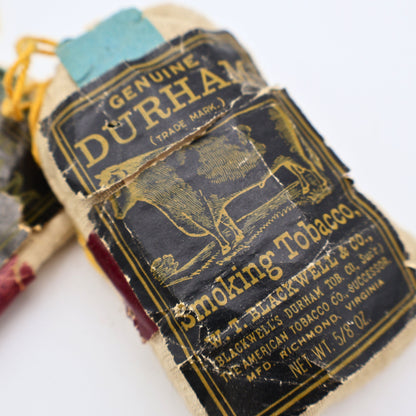 GENUINE
DURHAM
(TRADE MARK.)
Smoking Tobacco.
W. T. BLACKWELL & CO.,
BLACKWELL'S DURHAM TOB. CO., Suc'r.,
THE AMERICAN TOBACCO CO., SUCCESSOR
MFD. RICHMOND, VIRGINIA
NET WT. 5/8 OZ.